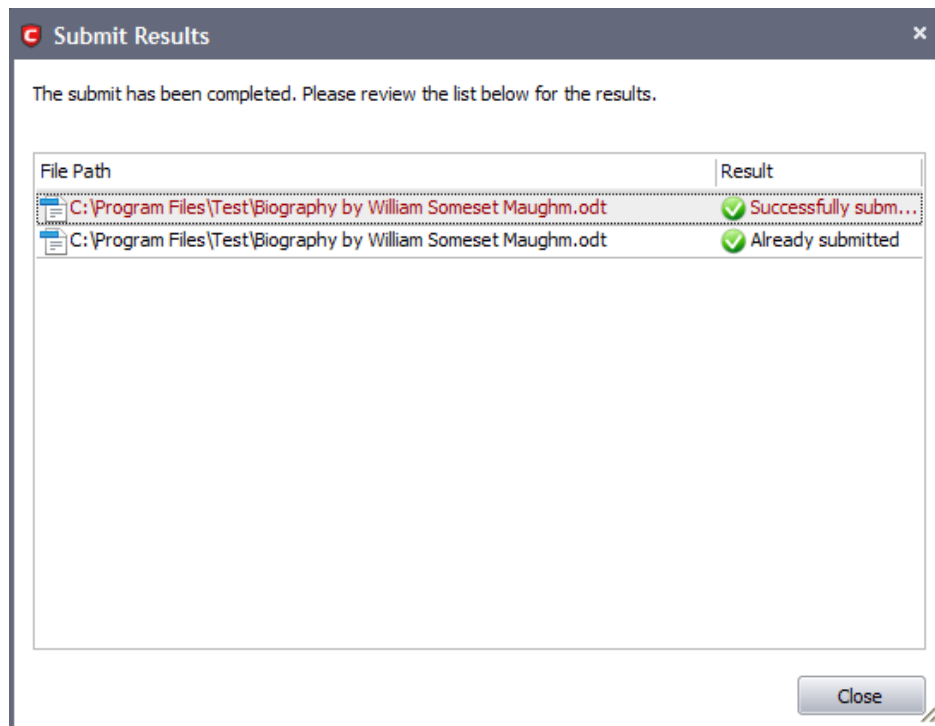 Submit Results
The submit has been completed. Please review the list below for the results.
File Path Result
C:\Program Files\Test\Biography by William Someset Maughm.odt Successfully subm...
C:\Program Files\Test\Biography by William Someset Maughm.odt Already submitted
Close